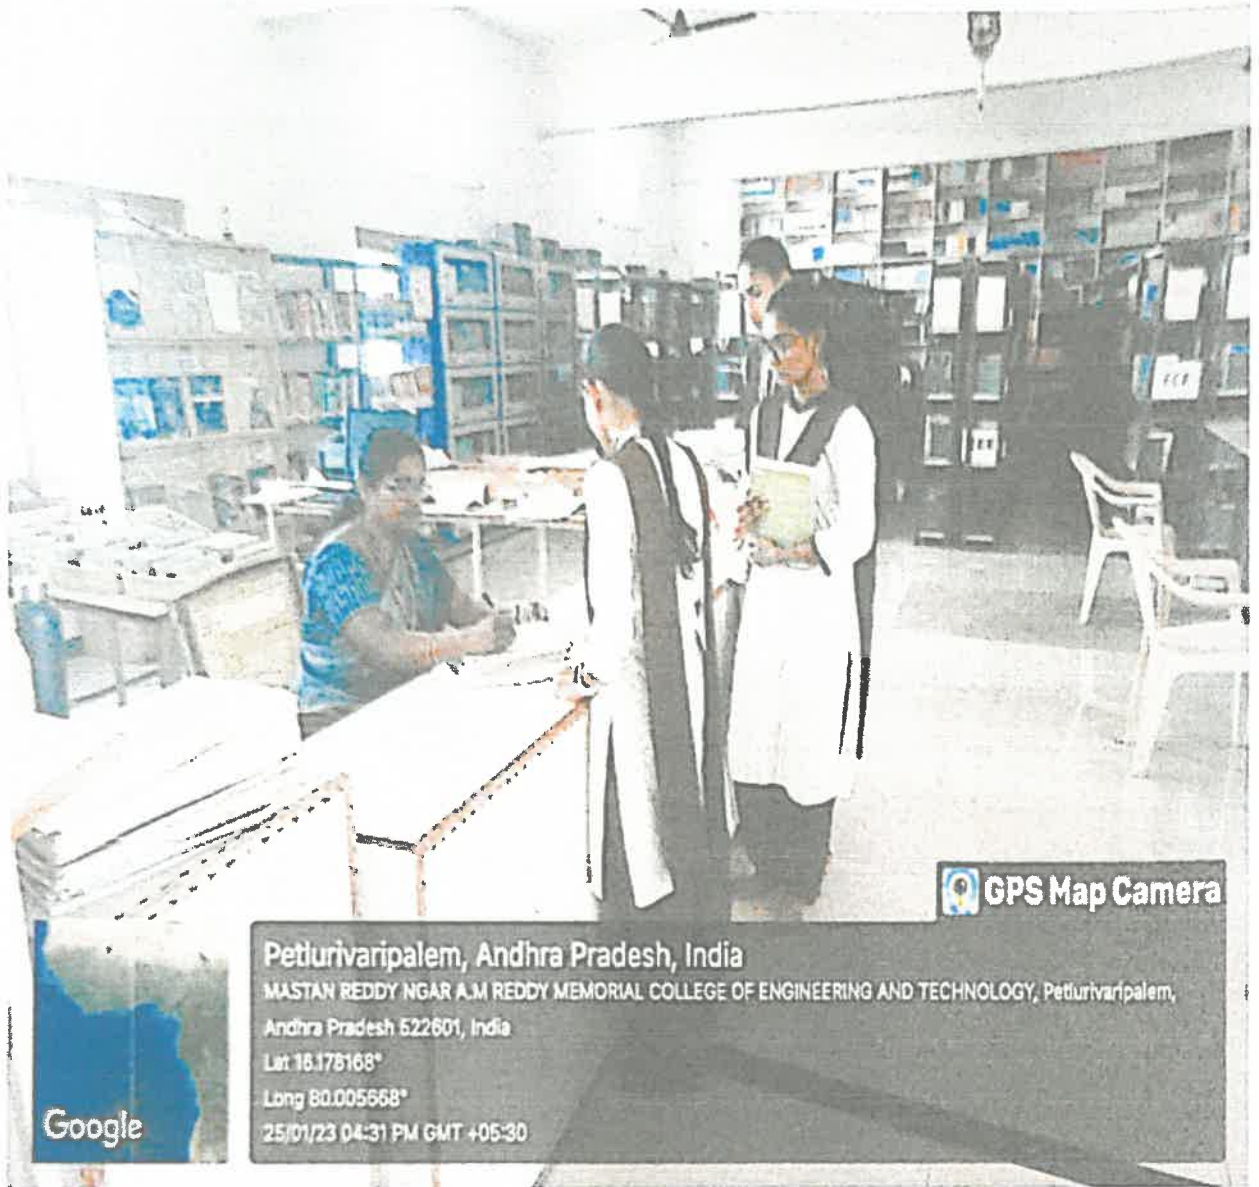 FCF
GPS Map Camera
Petlurivaripalem, Andhra Pradesh, India
MASTAN REDDY NGAR A.M REDDY MEMORIAL COLLEGE OF ENGINEERING AND TECHNOLOGY, Petlurivaripalem,
Andhra Pradesh 522601, India
Lat 16.178168°
Long 80.005668°
25/01/23 04:31 PM GMT +05:30
Google